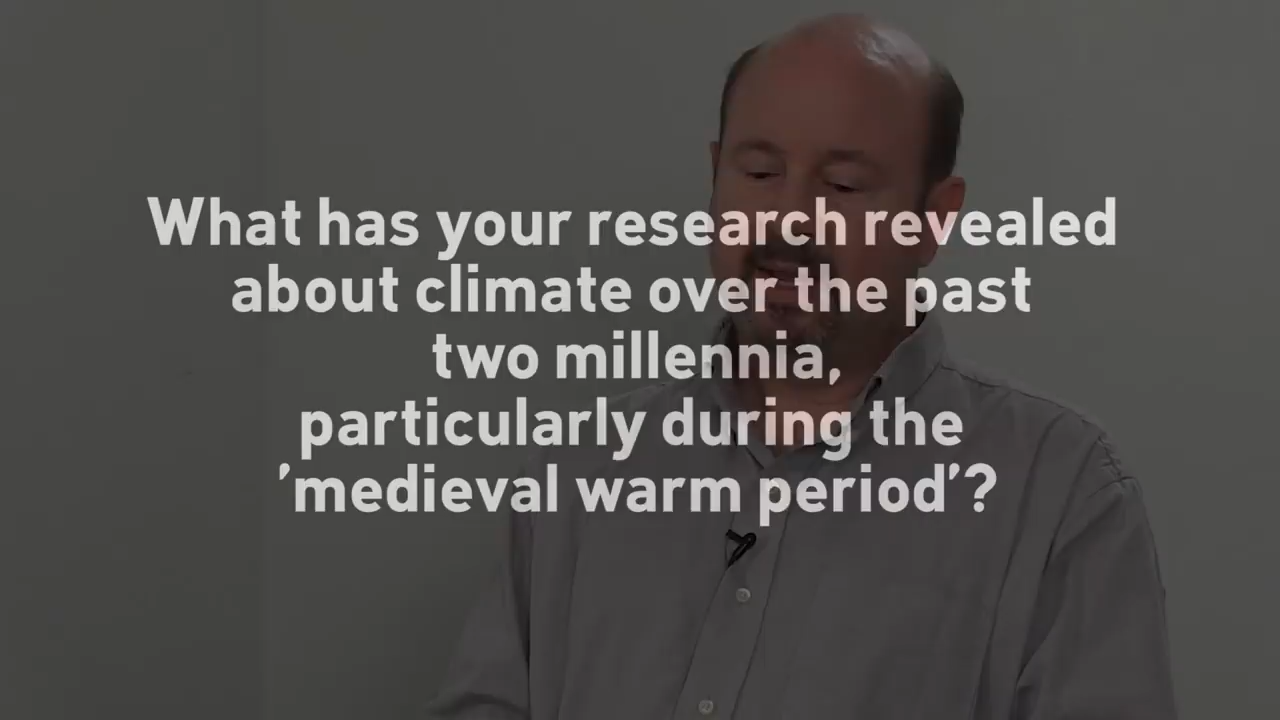 What has your research revealed
about climate over the past
two millennia,
particularly during the
'medieval warm period'?